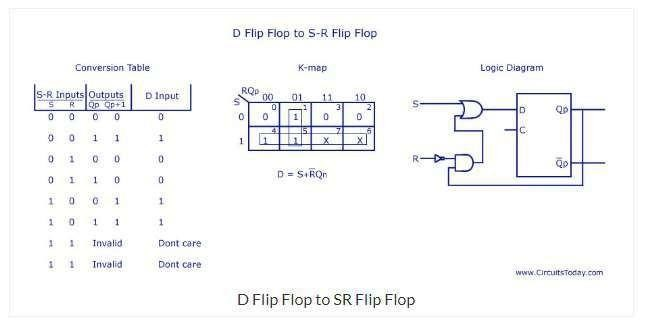 D Flip Flop to S-R Flip Flop
Conversion Table
S-R Inputs Outputs D Input
S R Qp Qp+1
0 0 0 0 0
0 0 1 1 1
0 1 0 0 0
0 1 1 0 0
1 0 0 1 1
1 0 1 1 1
1 1 Invalid Dont care
1 1 Invalid Dont care
K-map
RQp
S 00 01 11 10
0 1 3 2
0 0 1 0 0
4 5 7 6
1 1 1 X X
D = S+R̅Qn
Logic Diagram
S
D Qp
C
R
Q̅p
www.CircuitsToday.com
D Flip Flop to SR Flip Flop